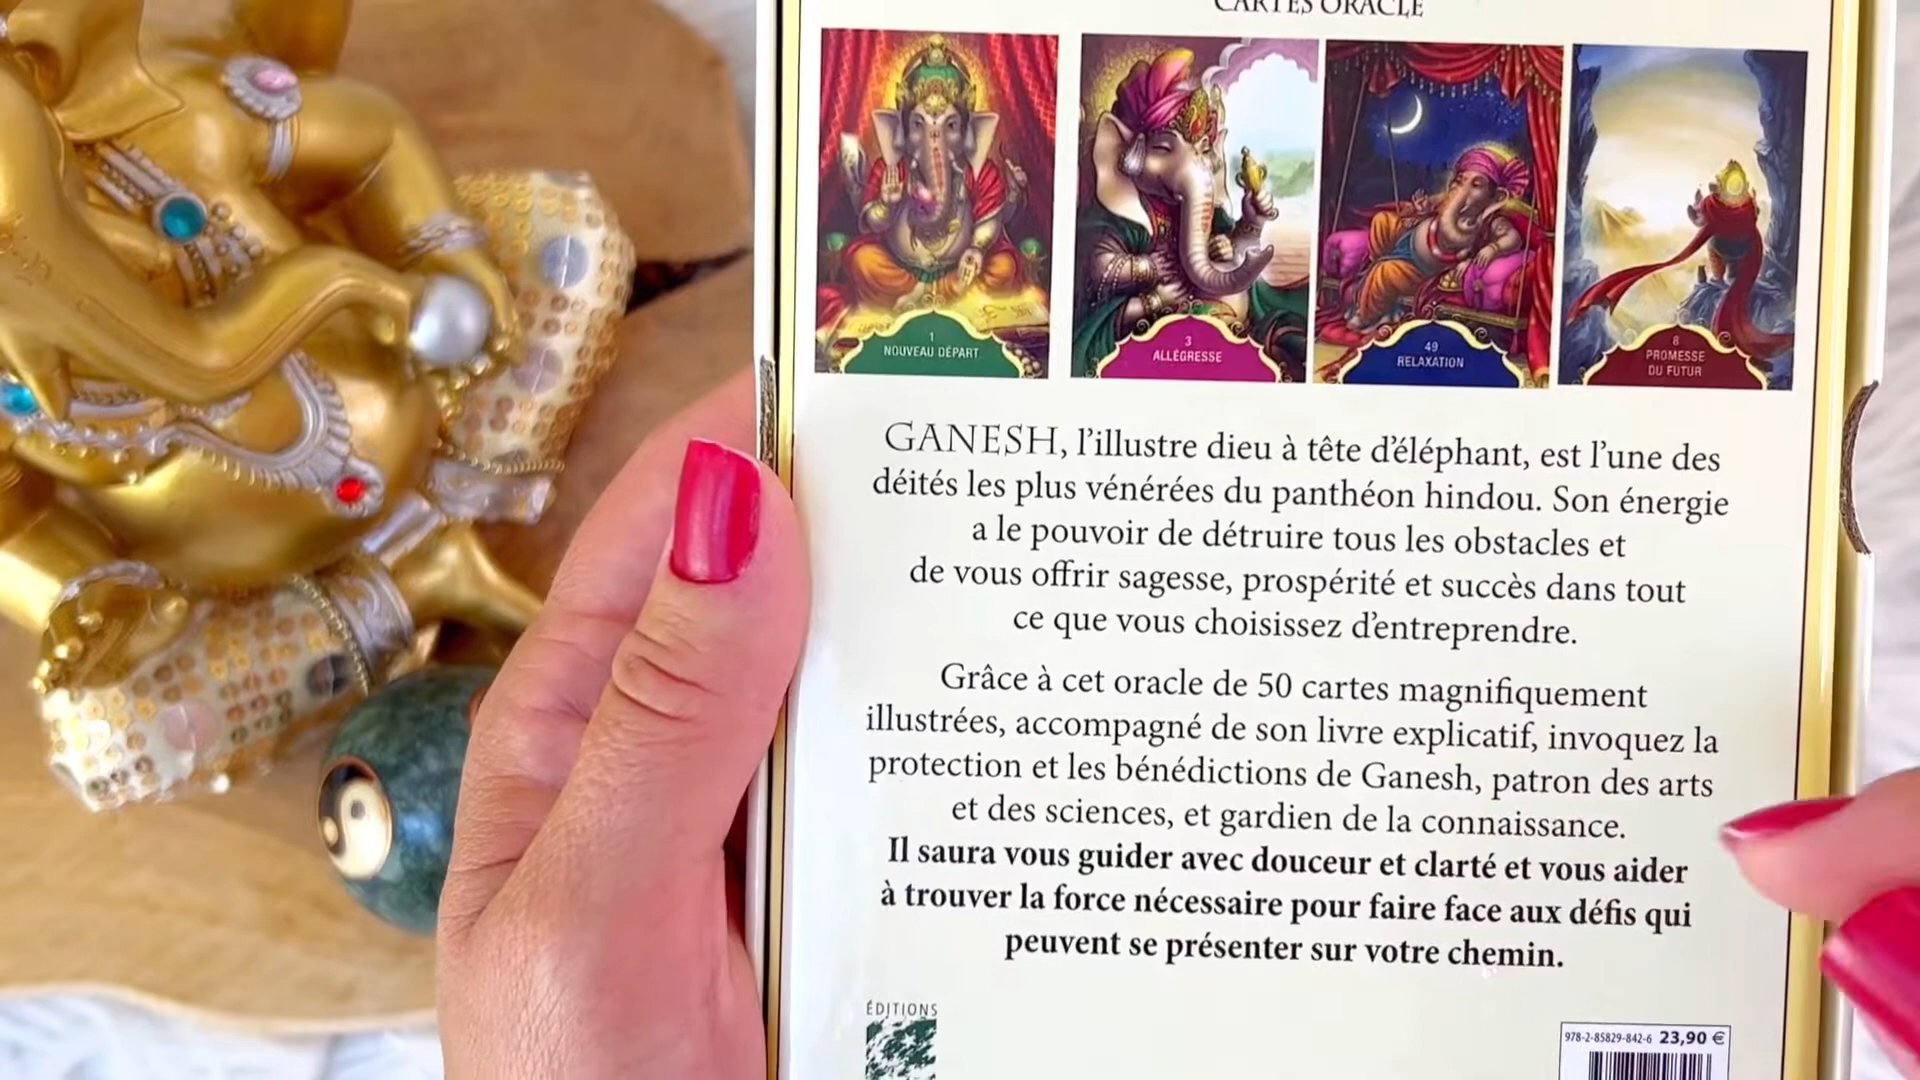 CARTES ORACLE
1
NOUVEAU DÉPART
3
ALLÉGRESSE
49
RELAXATION
8
PROMESSE
DU FUTUR
GANESH, l'illustre dieu à tête d'éléphant, est l'une des
déités les plus vénérées du panthéon hindou. Son énergie
a le pouvoir de détruire tous les obstacles et
de vous offrir sagesse, prospérité et succès dans tout
ce que vous choisissez d'entreprendre.
Grâce à cet oracle de 50 cartes magnifiquement
illustrées, accompagné de son livre explicatif, invoquez la
protection et les bénédictions de Ganesh, patron des arts
et des sciences, et gardien de la connaissance.
Il saura vous guider avec douceur et clarté et vous aider
à trouver la force nécessaire pour faire face aux défis qui
peuvent se présenter sur votre chemin.
ÉDITIONS
978-2-85829-842-6 23,90 €